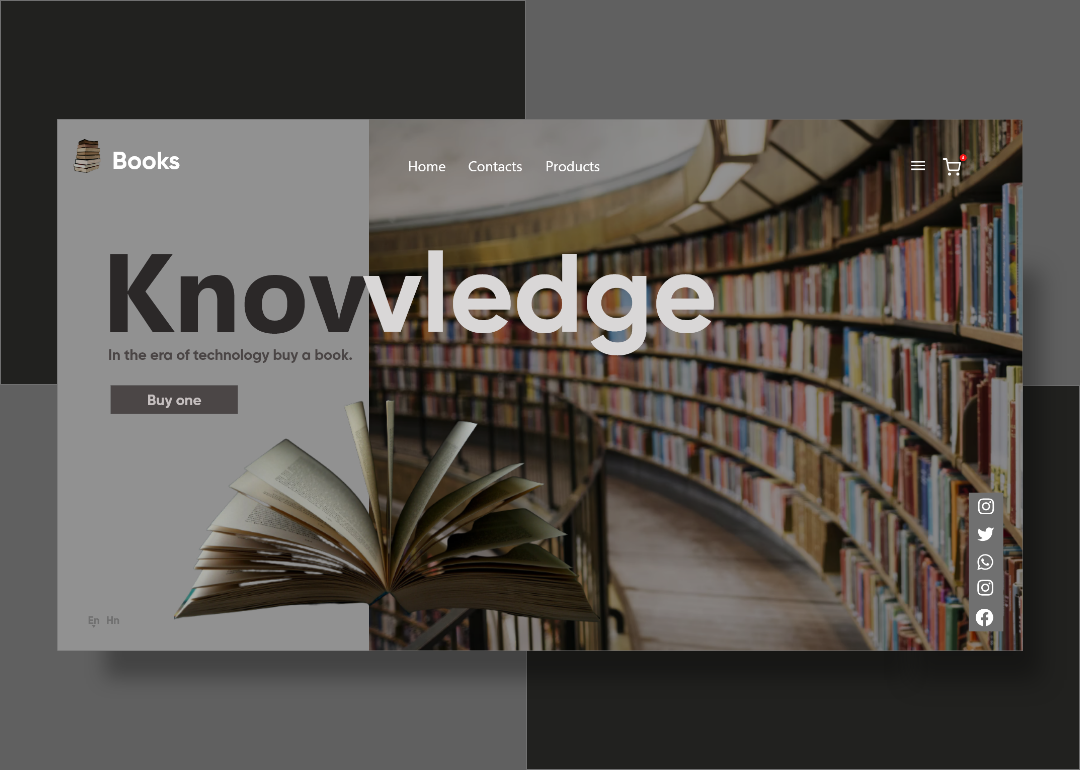 Books
Home Contacts Products
Knowledge
In the era of technology buy a book.
Buy one
En Hn